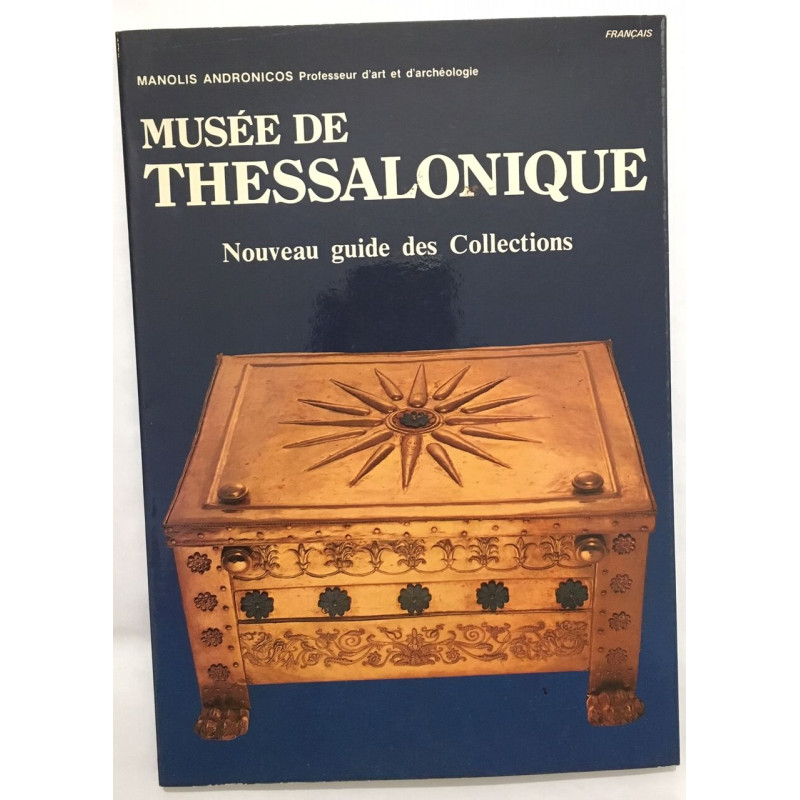 FRANÇAIS
MANOLIS ANDRONICOS Professeur d'art et d'archéologie
MUSÉE DE
THESSALONIQUE
Nouveau guide des Collections